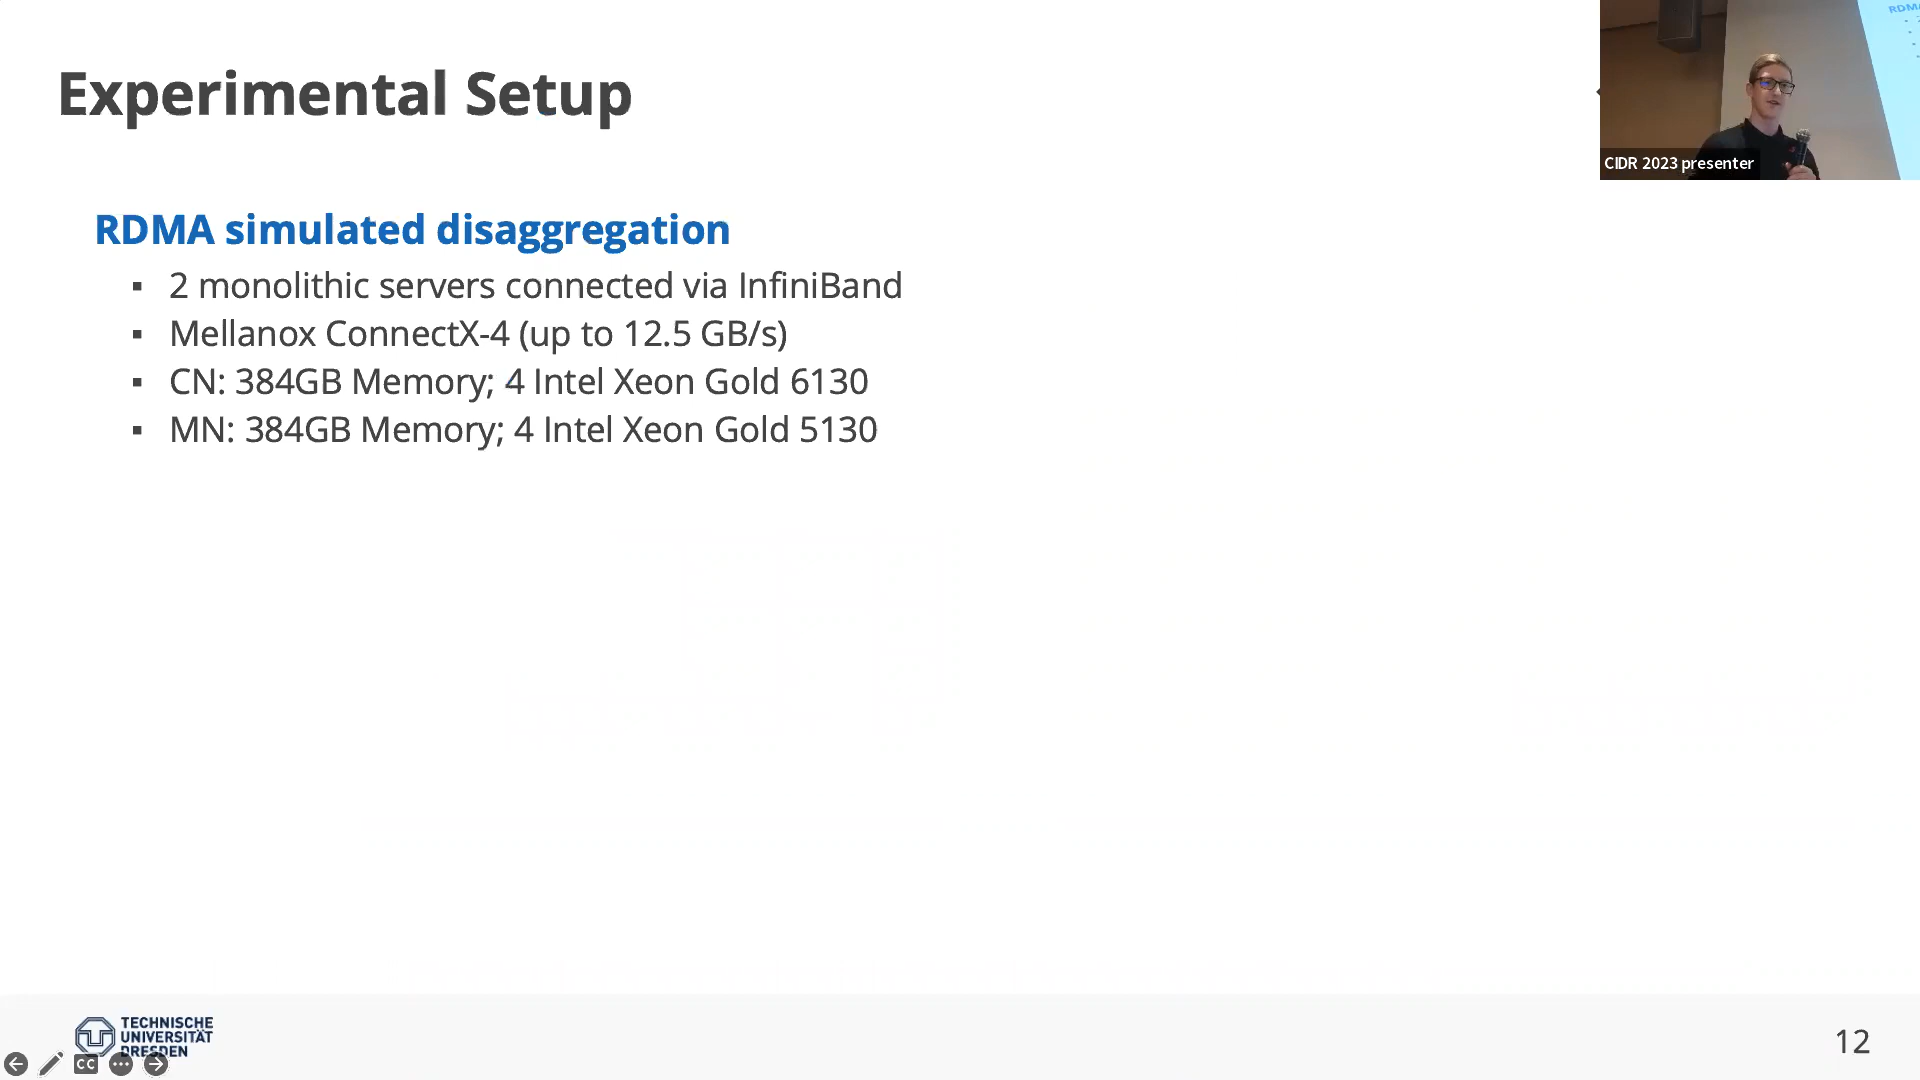 Experimental Setup
RDMA
CIDR 2023 presenter
RDMA simulated disaggregation
▪ 2 monolithic servers connected via InfiniBand
▪ Mellanox ConnectX-4 (up to 12.5 GB/s)
▪ CN: 384GB Memory; 4 Intel Xeon Gold 6130
▪ MN: 384GB Memory; 4 Intel Xeon Gold 5130
TECHNISCHE
UNIVERSITÄT
DRESDEN
CC
12